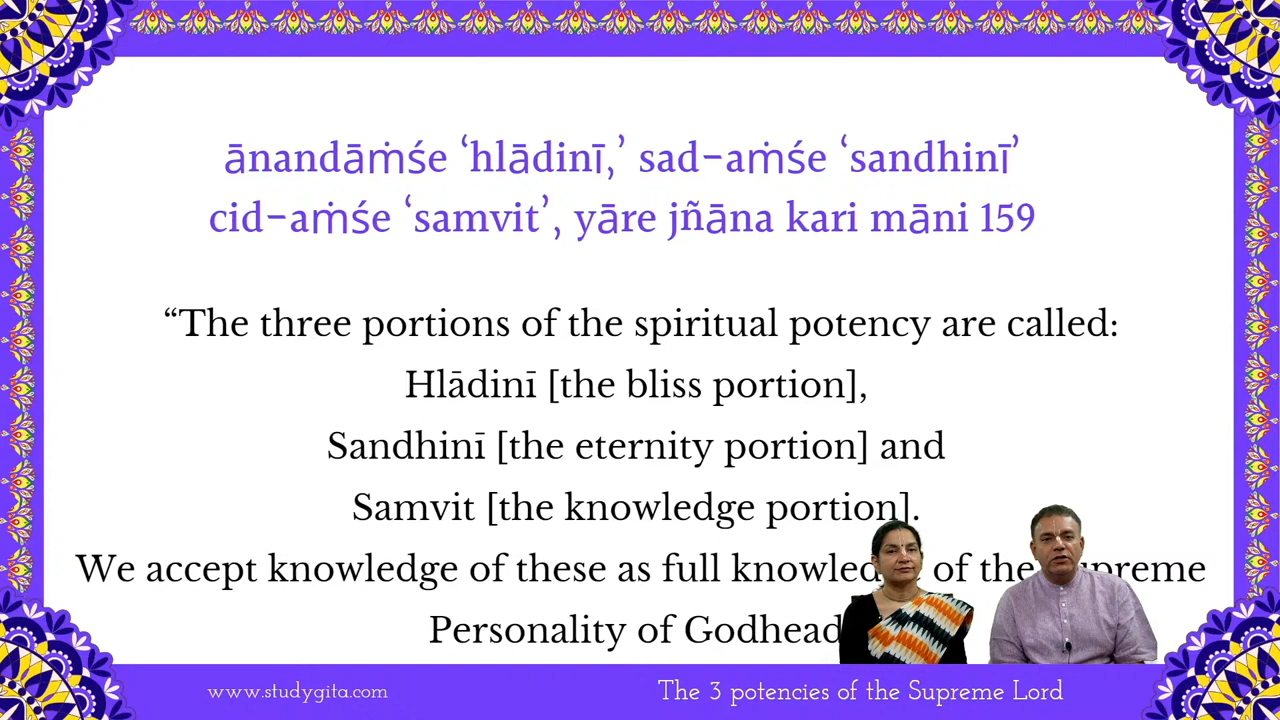 ānandāṁśe ‘hlādinī,’ sad-aṁśe ‘sandhinī’
cid-aṁśe ‘samvit’, yāre jñāna kari māni 159
“The three portions of the spiritual potency are called:
Hlādinī [the bliss portion],
Sandhinī [the eternity portion] and
Samvit [the knowledge portion].
We accept knowledge of these as full of the
Personality of Godhead
www.studygita.com
The 3 potencies of the Supreme Lord